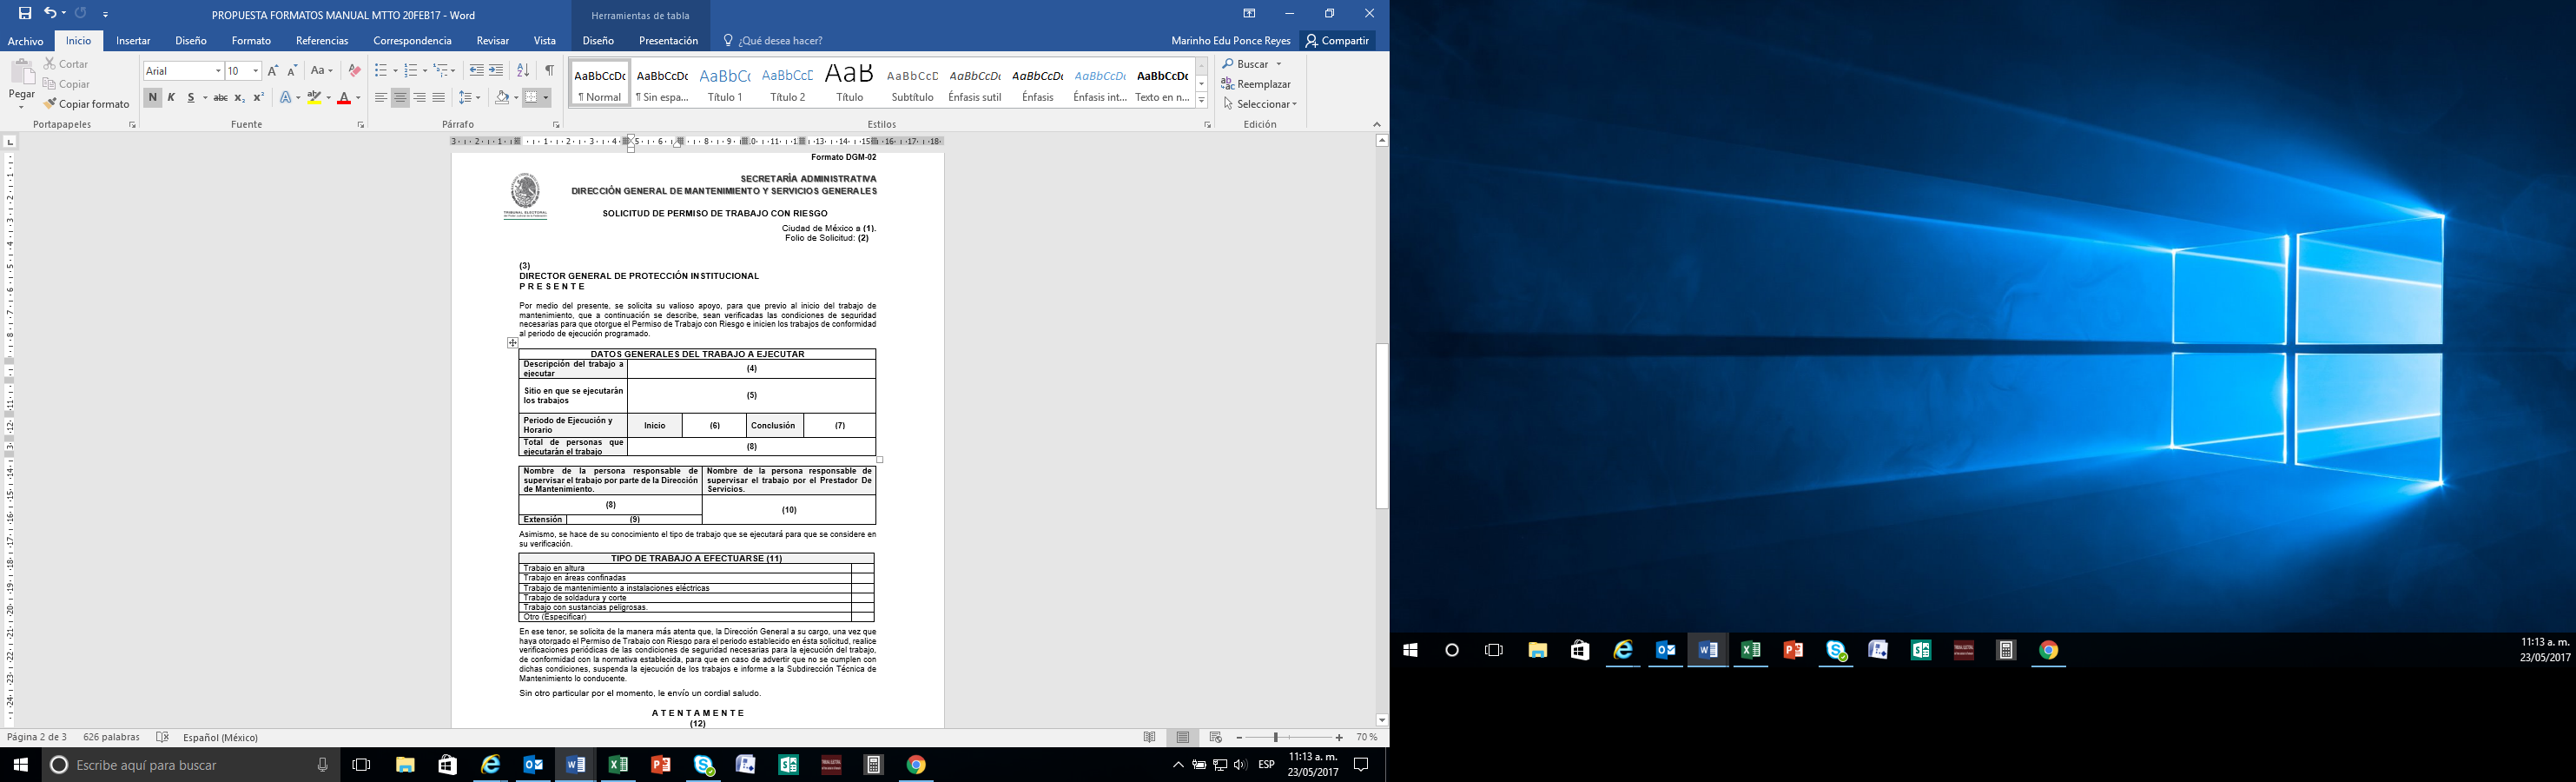 PROPUESTA FORMATOS MANUAL MTTO 20FEB17 - Word
Herramientas de tabla
Archivo Inicio Insertar Diseño Formato Referencias Correspondencia Revisar Vista Diseño Presentación ¿Qué desea hacer? Marinho Edu Ponce Reyes Compartir
Pegar
Cortar
Copiar
Copiar formato
Portapapeles
Arial 10
N K S abc x₂ x²
Fuente
Párrafo
AaBbCcDc AaBbCcDc AaBbCc AaBbCcD AaB AaBbCcD AaBbCcDc AaBbCcDc AaBbCcDc AaBbCcDc
¶ Normal ¶ Sin espa... Título 1 Título 2 Título Subtítulo Énfasis sutil Énfasis Énfasis int... Texto en n...
Estilos
Buscar
Reemplazar
Seleccionar
Edición
Formato DGM-02
TRIBUNAL ELECTORAL
SECRETARÍA ADMINISTRATIVA
DIRECCIÓN GENERAL DE MANTENIMIENTO Y SERVICIOS GENERALES
SOLICITUD DE PERMISO DE TRABAJO CON RIESGO
Ciudad de México a (1).
Folio de Solicitud: (2)
(3)
DIRECTOR GENERAL DE PROTECCIÓN INSTITUCIONAL
P R E S E N T E
Por medio del presente, se solicita su valioso apoyo, para que previo al inicio del trabajo de
mantenimiento, que a continuación se describe, sean verificadas las condiciones de seguridad
necesarias para que otorgue el Permiso de Trabajo con Riesgo e inicien los trabajos de conformidad
al periodo de ejecución programado.
DATOS GENERALES DEL TRABAJO A EJECUTAR
Descripción del trabajo a
ejecutar
(4)
Sitio en que se ejecutarán
los trabajos
(5)
Periodo de Ejecución y
Horario
Inicio (6) Conclusión (7)
Total de personas que
ejecutarán el trabajo
(8)
Nombre de la persona responsable de
supervisar el trabajo por parte de la Dirección
de Mantenimiento.
Nombre de la persona responsable de
supervisar el trabajo por el Prestador De
Servicios.
(8)
(10)
Extensión (9)
Asimismo, se hace de su conocimiento el tipo de trabajo que se ejecutará para que se considere en
su verificación.
TIPO DE TRABAJO A EFECTUARSE (11)
Trabajo en altura
Trabajo en áreas confinadas
Trabajo de mantenimiento a instalaciones eléctricas
Trabajo de soldadura y corte
Trabajo con sustancias peligrosas.
Otro (Especificar)
En ese tenor, se solicita de la manera más atenta que, la Dirección General a su cargo, una vez que
haya otorgado el Permiso de Trabajo con Riesgo para el periodo establecido en ésta solicitud, realice
verificaciones periódicas de las condiciones de seguridad necesarias para la ejecución del trabajo,
de conformidad con la normativa establecida, para que en caso de advertir que no se cumplen con
dichas condiciones, suspenda la ejecución de los trabajos e informe a la Subdirección Técnica de
Mantenimiento lo conducente.
Sin otro particular por el momento, le envío un cordial saludo.
A T E N T A M E N T E
(12)
Página 2 de 3 626 palabras Español (México) 70 %
Escribe aquí para buscar
ESP
11:13 a. m.
23/05/2017
11:13 a. m.
23/05/2017